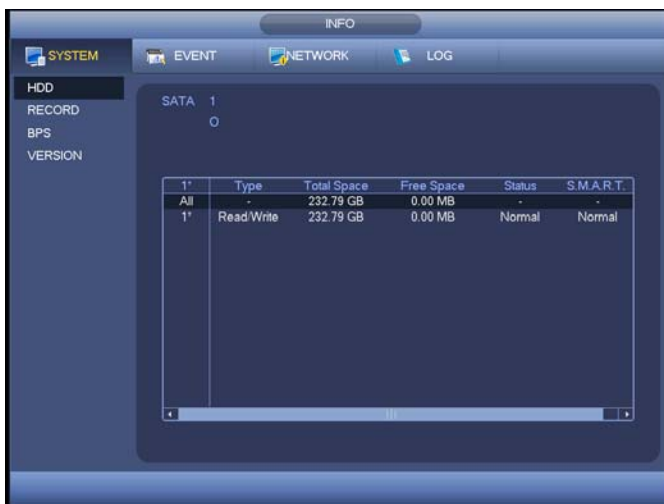 INFO
SYSTEM EVENT NETWORK LOG
HDD
RECORD
BPS
VERSION
SATA 1
O
1* Type Total Space Free Space Status S.M.A.R.T.
All - 232.79 GB 0.00 MB - -
1* Read/Write 232.79 GB 0.00 MB Normal Normal